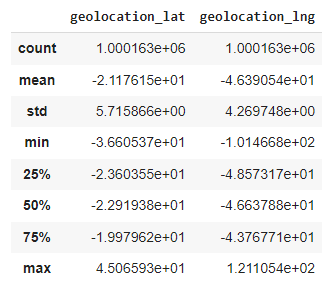 geolocation_lat geolocation_lng
count 1.000163e+06 1.000163e+06
mean -2.117615e+01 -4.639054e+01
std 5.715866e+00 4.269748e+00
min -3.660537e+01 -1.014668e+02
25% -2.360355e+01 -4.857317e+01
50% -2.291938e+01 -4.663788e+01
75% -1.997962e+01 -4.376771e+01
max 4.506593e+01 1.211054e+02